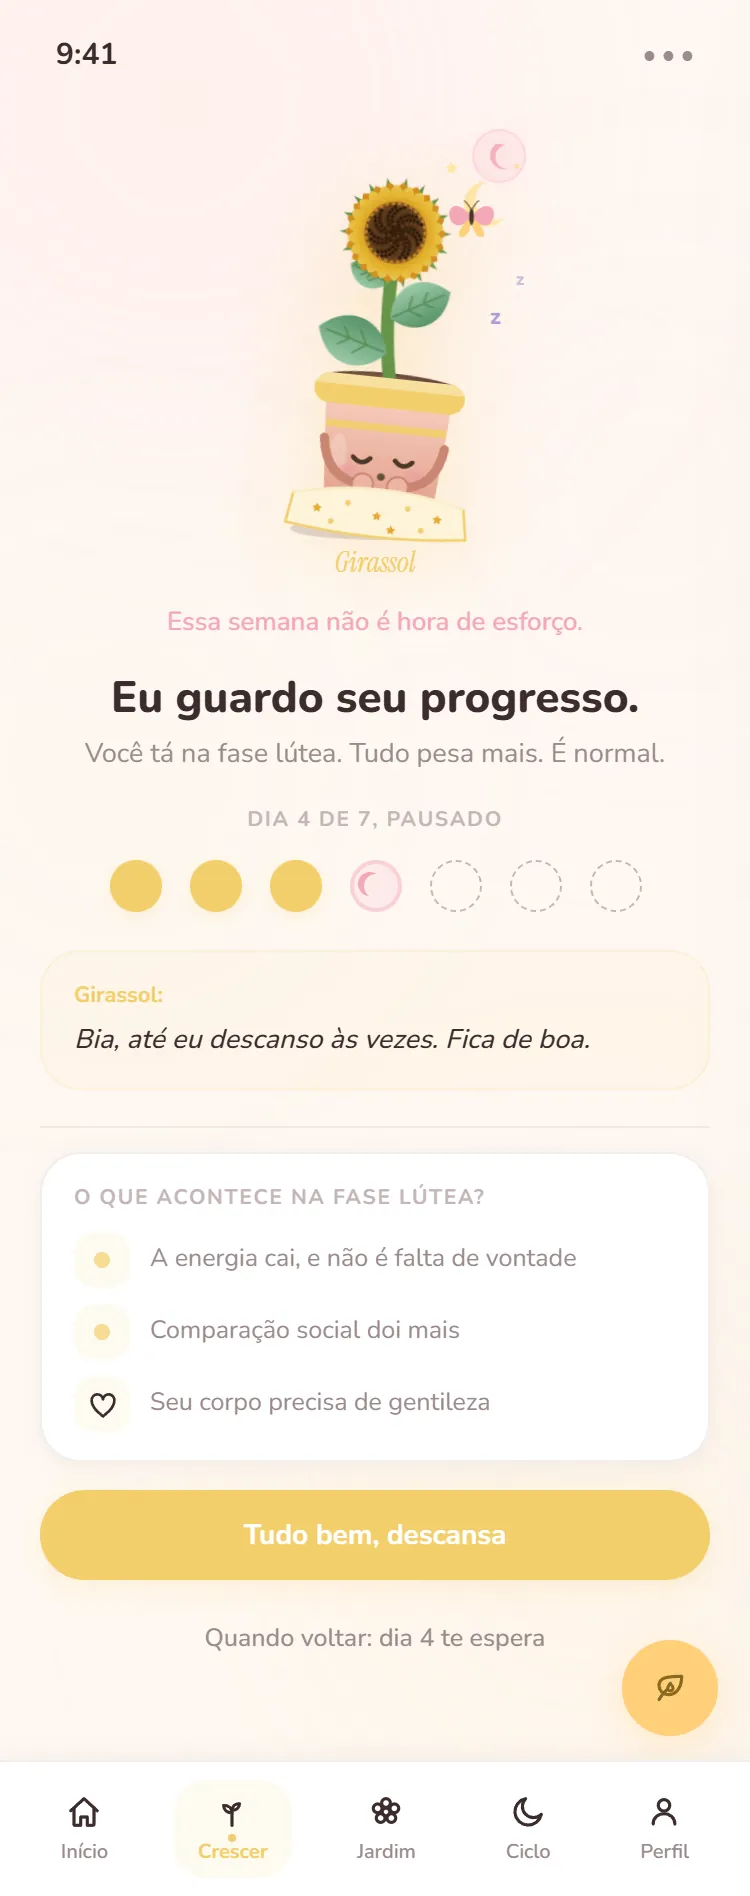 9:41
z
z
Girassol
Essa semana não é hora de esforço.
Eu guardo seu progresso.
Você tá na fase lútea. Tudo pesa mais. É normal.
DIA 4 DE 7, PAUSADO
Girassol:
Bia, até eu descanso às vezes. Fica de boa.
O QUE ACONTECE NA FASE LÚTEA?
A energia cai, e não é falta de vontade
Comparação social doi mais
Seu corpo precisa de gentileza
Tudo bem, descansa
Quando voltar: dia 4 te espera
Início Crescer Jardim Ciclo Perfil